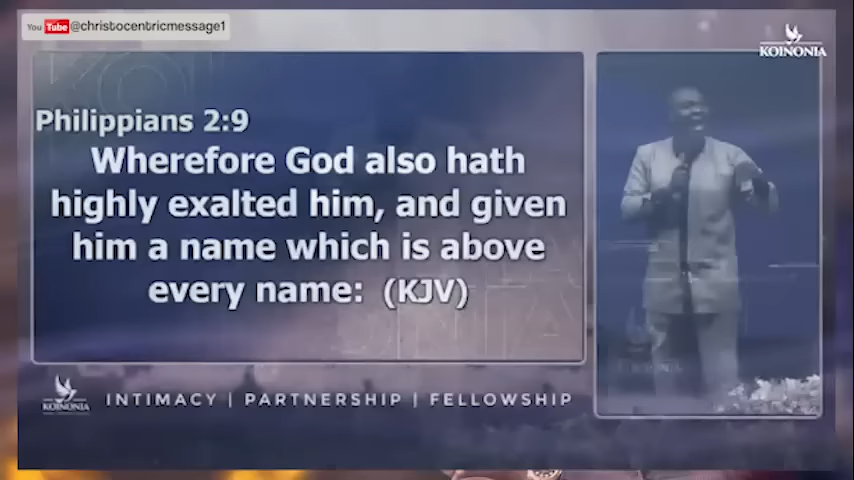 You Tube @christocentricmessage1
KOINONIA
Philippians 2:9
Wherefore God also hath
highly exalted him, and given
him a name which is above
every name: (KJV)
KOINONIA
INTIMACY | PARTNERSHIP | FELLOWSHIP